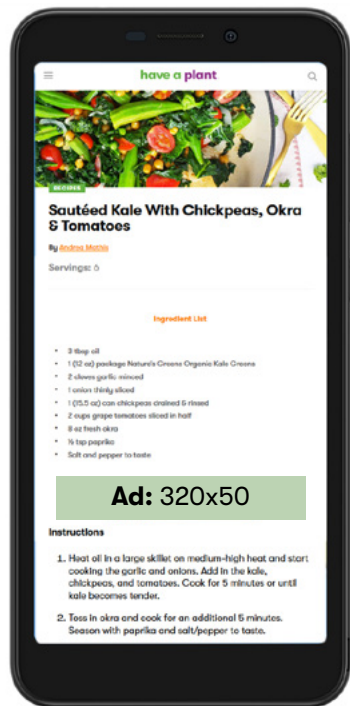 have a plant
RECIPES
Sautéed Kale With Chickpeas, Okra
& Tomatoes
By Andrea Mathis
Servings: 6
Ingredient List
• 3 tbsp oil
• 1 (12 oz) package Nature's Greens Organic Kale Greens
• 2 cloves garlic minced
• 1 onion thinly sliced
• 1 (15.5 oz) can chickpeas drained & rinsed
• 2 cups grape tomatoes sliced in half
• 8 oz fresh okra
• ½ tsp paprika
• Salt and pepper to taste
Ad: 320x50
Instructions
1. Heat oil in a large skillet on medium-high heat and start
cooking the garlic and onions. Add in the kale,
chickpeas, and tomatoes. Cook for 5 minutes or until
kale becomes tender.
2. Toss in okra and cook for an additional 5 minutes.
Season with paprika and salt/pepper to taste.